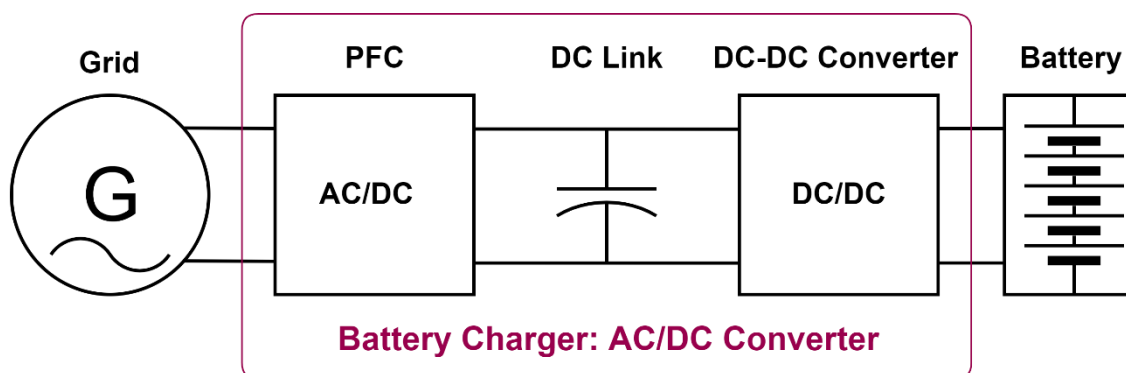 Grid
PFC
DC Link
DC-DC Converter
Battery
G
AC/DC
DC/DC
Battery Charger: AC/DC Converter